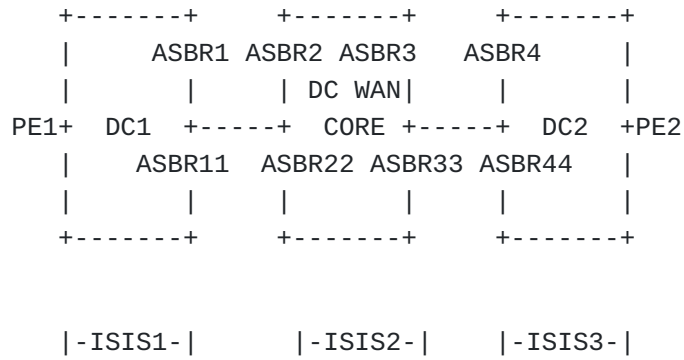 +-------+     +-------+     +-------+
|     ASBR1 ASBR2 ASBR3   ASBR4     |
|       |     | DC WAN|     |       |
PE1+  DC1  +-----+  CORE +-----+  DC2  +PE2
|    ASBR11  ASBR22 ASBR33 ASBR44   |
|       |     |       |     |       |
+-------+     +-------+     +-------+
|-ISIS1-|      |-ISIS2-|    |-ISIS3-|